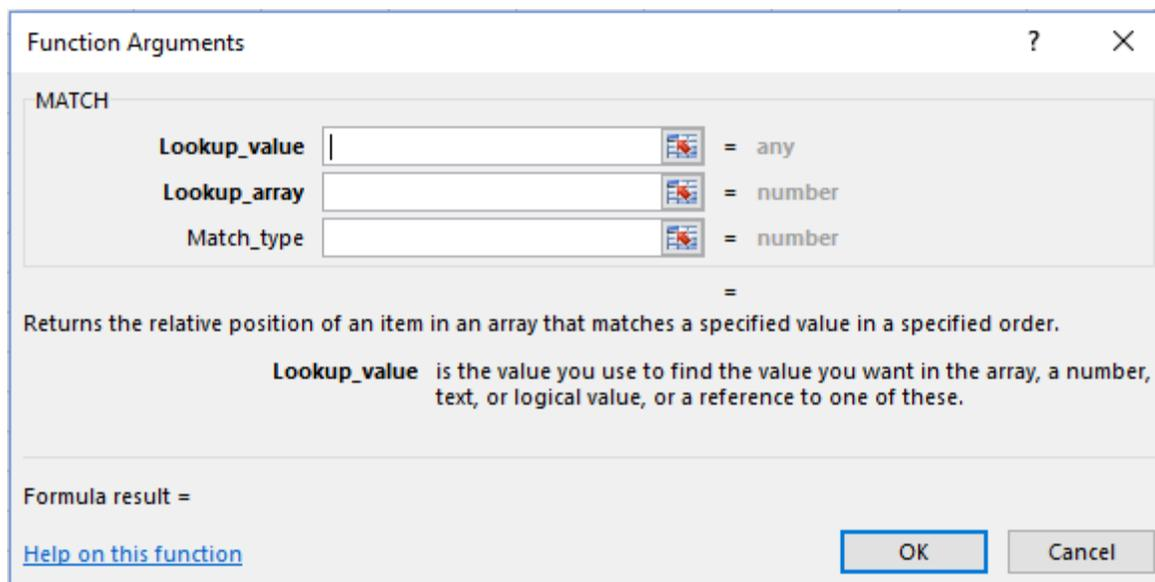 Function Arguments ? ×
MATCH
Lookup_value = any
Lookup_array = number
Match_type = number
=
Returns the relative position of an item in an array that matches a specified value in a specified order.
Lookup_value is the value you use to find the value you want in the array, a number,
text, or logical value, or a reference to one of these.
Formula result =
Help on this function OK Cancel